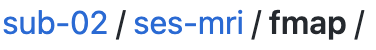 sub-02 / ses-mri / fmap /